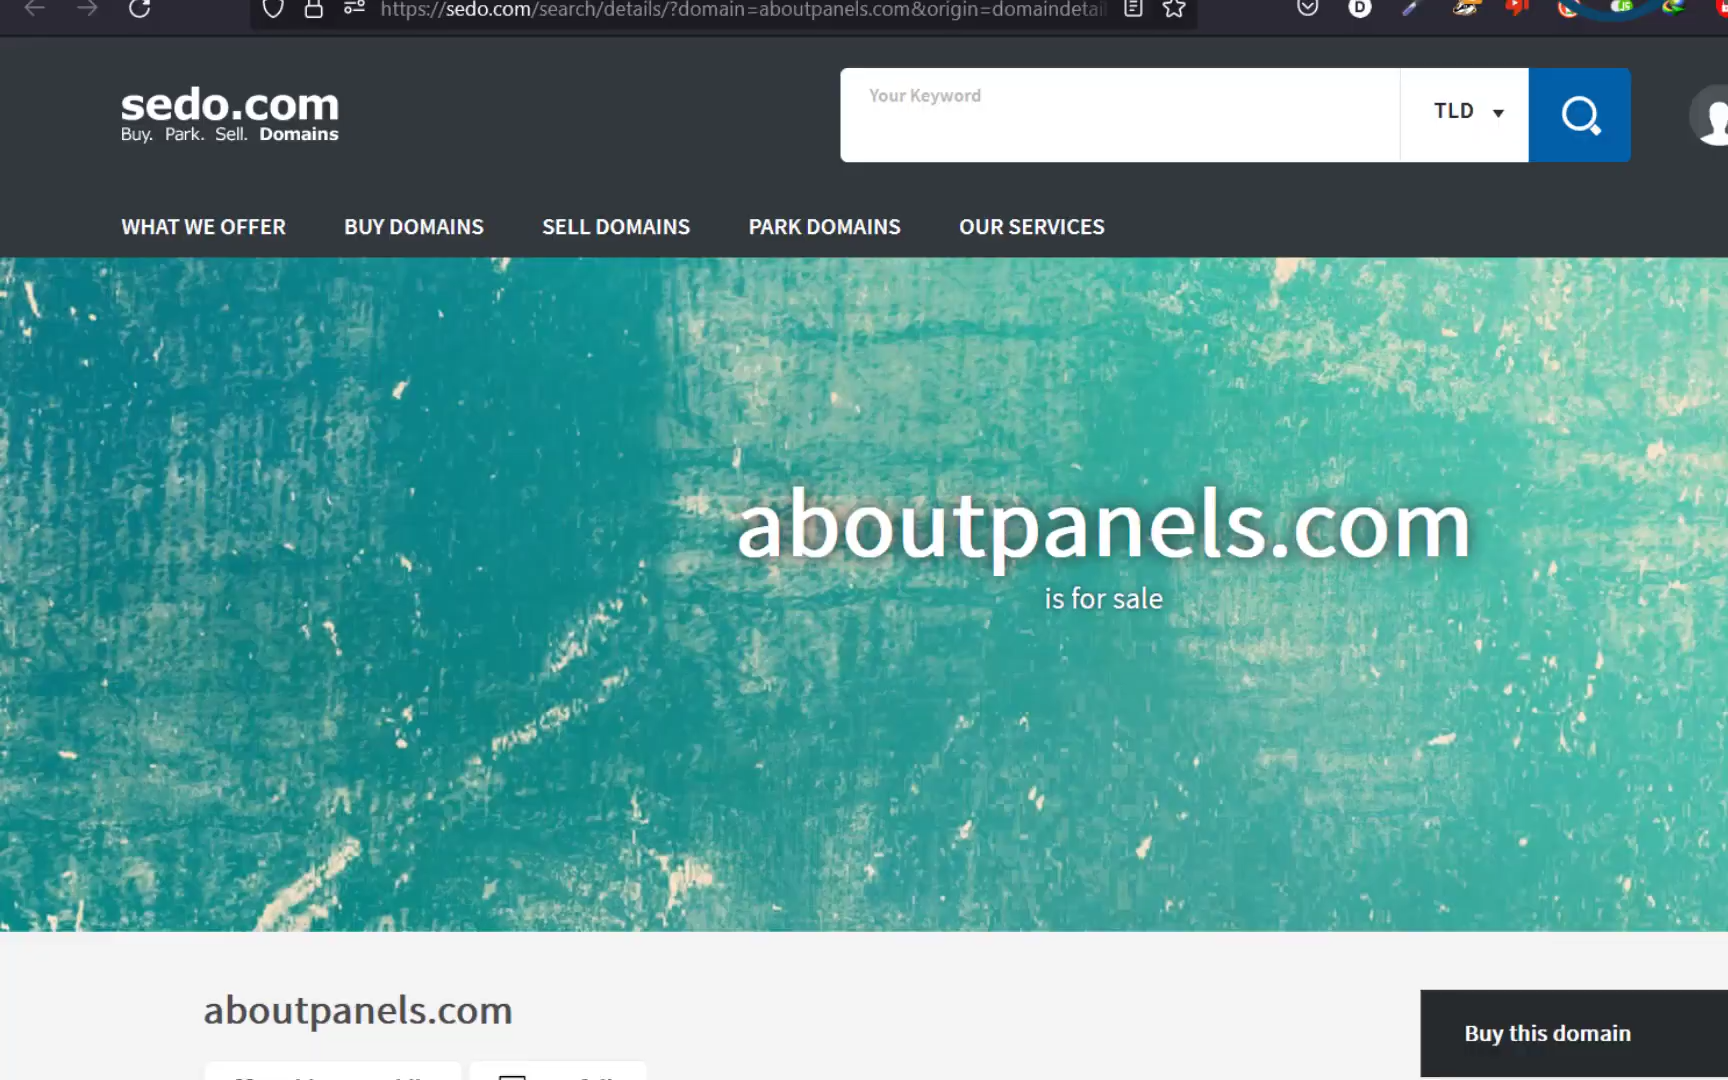 https://sedo.com/search/details/?domain=aboutpanels.com&origin=domaindetail
D
JS
sedo.com
Buy. Park. Sell. Domains
Your Keyword
TLD
WHAT WE OFFER
BUY DOMAINS
SELL DOMAINS
PARK DOMAINS
OUR SERVICES
aboutpanels.com
is for sale
aboutpanels.com
Buy this domain